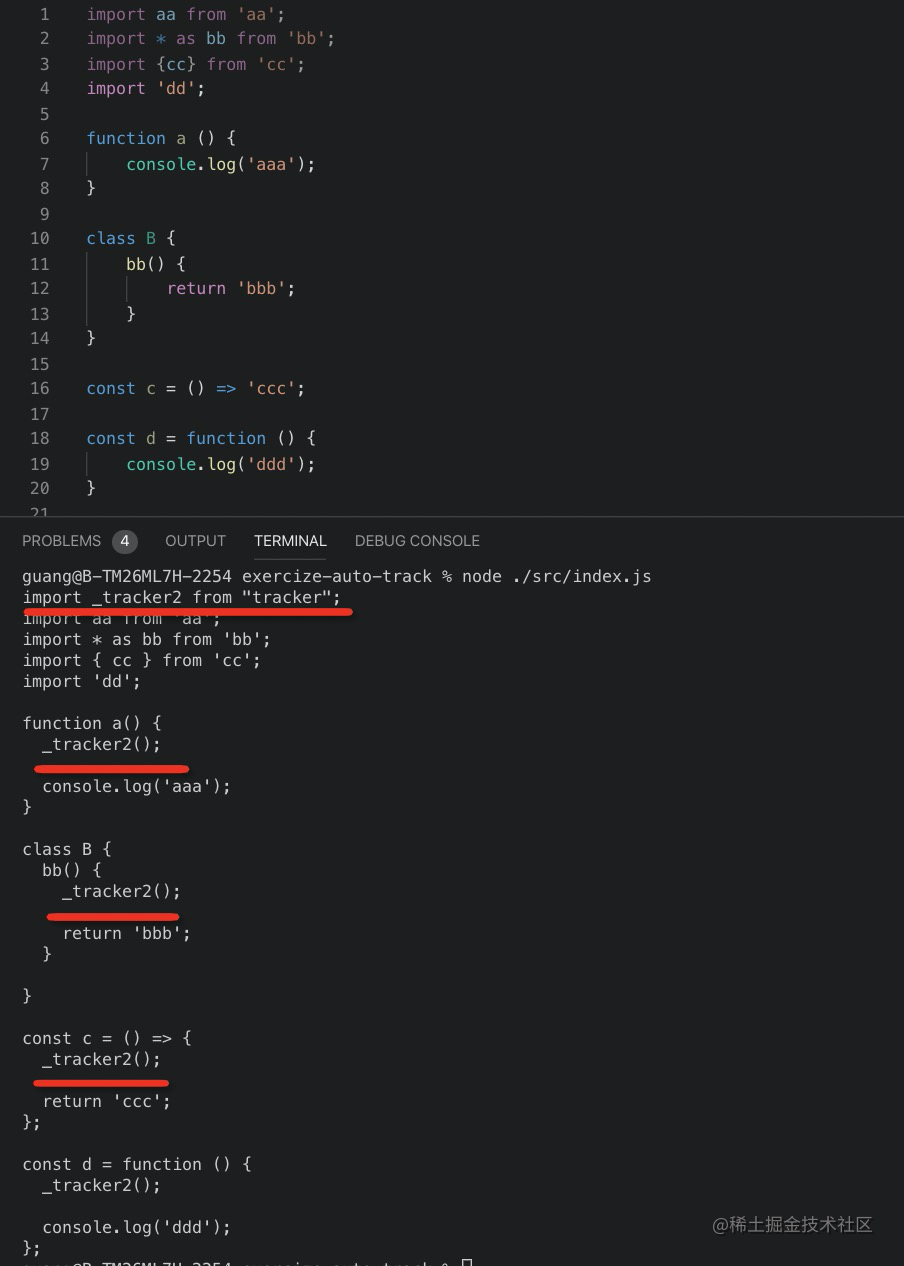 1 import aa from 'aa';
2 import * as bb from 'bb';
3 import {cc} from 'cc';
4 import 'dd';
5
6 function a () {
7 console.log('aaa');
8 }
9
10 class B {
11 bb() {
12 return 'bbb';
13 }
14 }
15
16 const c = () => 'ccc';
17
18 const d = function () {
19 console.log('ddd');
20 }
21
PROBLEMS 4 OUTPUT TERMINAL DEBUG CONSOLE
guang@B-TM26ML7H-2254 exercize-auto-track % node ./src/index.js
import _tracker2 from "tracker";
import aa from 'aa';
import * as bb from 'bb';
import { cc } from 'cc';
import 'dd';
function a() {
_tracker2();
console.log('aaa');
}
class B {
bb() {
_tracker2();
return 'bbb';
}
}
const c = () => {
_tracker2();
return 'ccc';
};
const d = function () {
_tracker2();
console.log('ddd');
};
guang@B-TM26ML7H-2254 exercize-auto-track %
@稀土掘金技术社区